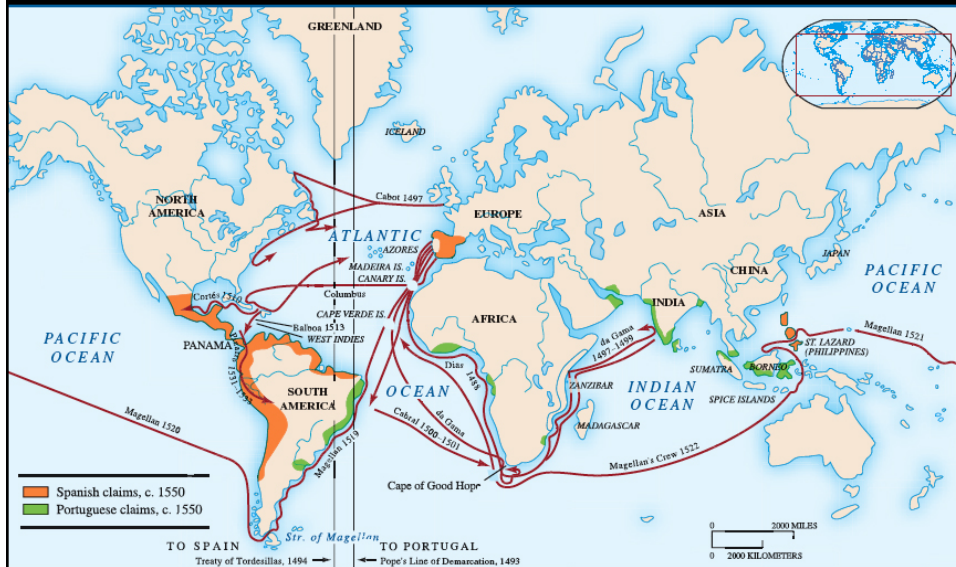 GREENLAND
ICELAND
NORTH
AMERICA
Cabot 1497
EUROPE
ASIA
ATLANTIC
AZORES
MADEIRA IS.
CANARY IS.
JAPAN
CHINA
PACIFIC
OCEAN
Cortés 1519
Columbus
CAPE VERDE IS.
Balboa 1513
WEST INDIES
AFRICA
INDIA
da Gama
1497–1499
ST. LAZARD
(PHILIPPINES)
Magellan 1521
PACIFIC
OCEAN
PANAMA
Pizarro 1531–1533
SOUTH
AMERICA
OCEAN
Dias
1488
ZANZIBAR
INDIAN
OCEAN
SUMATRA
BORNEO
SPICE ISLANDS
MADAGASCAR
Magellan 1520
Magellan 1519
Cabral 1500–1501
da Gama
Magellan's Crew 1522
Cape of Good Hope
Spanish claims, c. 1550
Portuguese claims, c. 1550
Str. of Magellan
TO SPAIN
TO PORTUGAL
Treaty of Tordesillas, 1494
Pope's Line of Demarcation, 1493
0 2000 MILES
0 2000 KILOMETERS